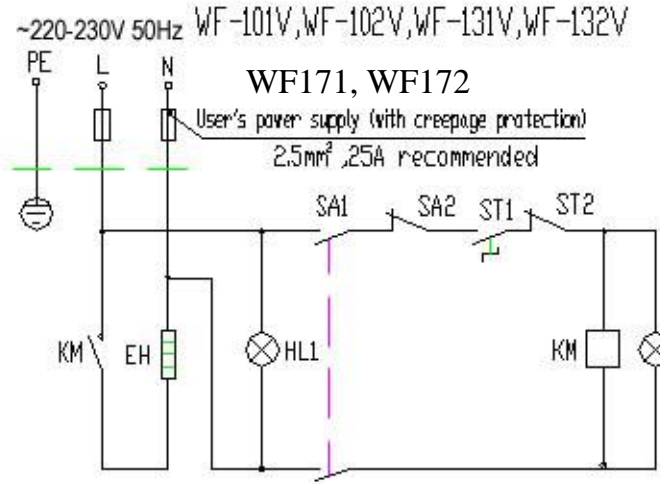 ~220-230V 50Hz WF-101V,WF-102V,WF-131V,WF-132V
PE L N
WF171, WF172
User's power supply (with creepage protection)
2.5mm² ,25A recommended
SA1 SA2 ST1 ST2
KM EH HL1 KM